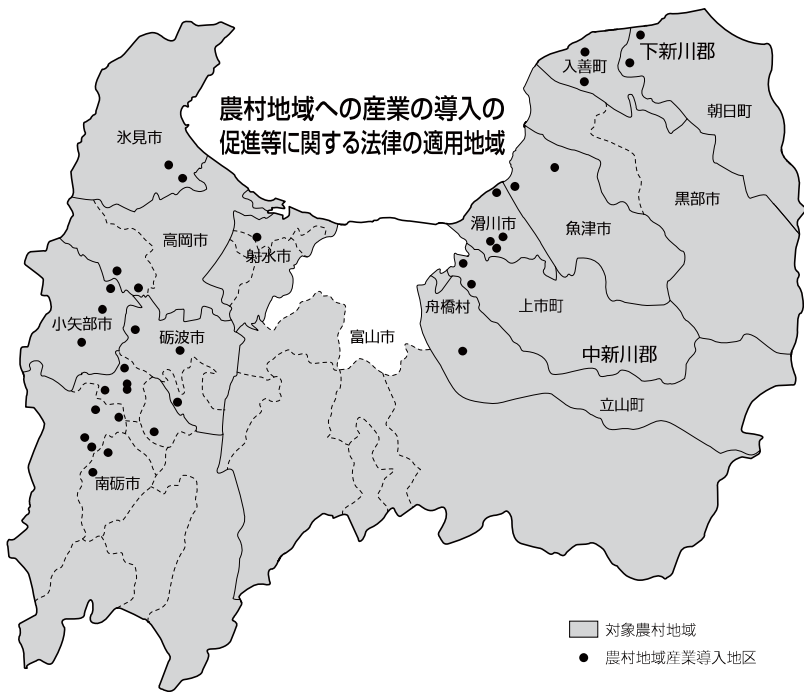 農村地域への産業の導入の
促進等に関する法律の適用地域
下新川郡
入善町
朝日町
氷見市
黒部市
滑川市
魚津市
高岡市
射水市
舟橋村
上市町
小矢部市
砺波市
富山市
中新川郡
立山町
南砺市
対象農村地域
農村地域産業導入地区